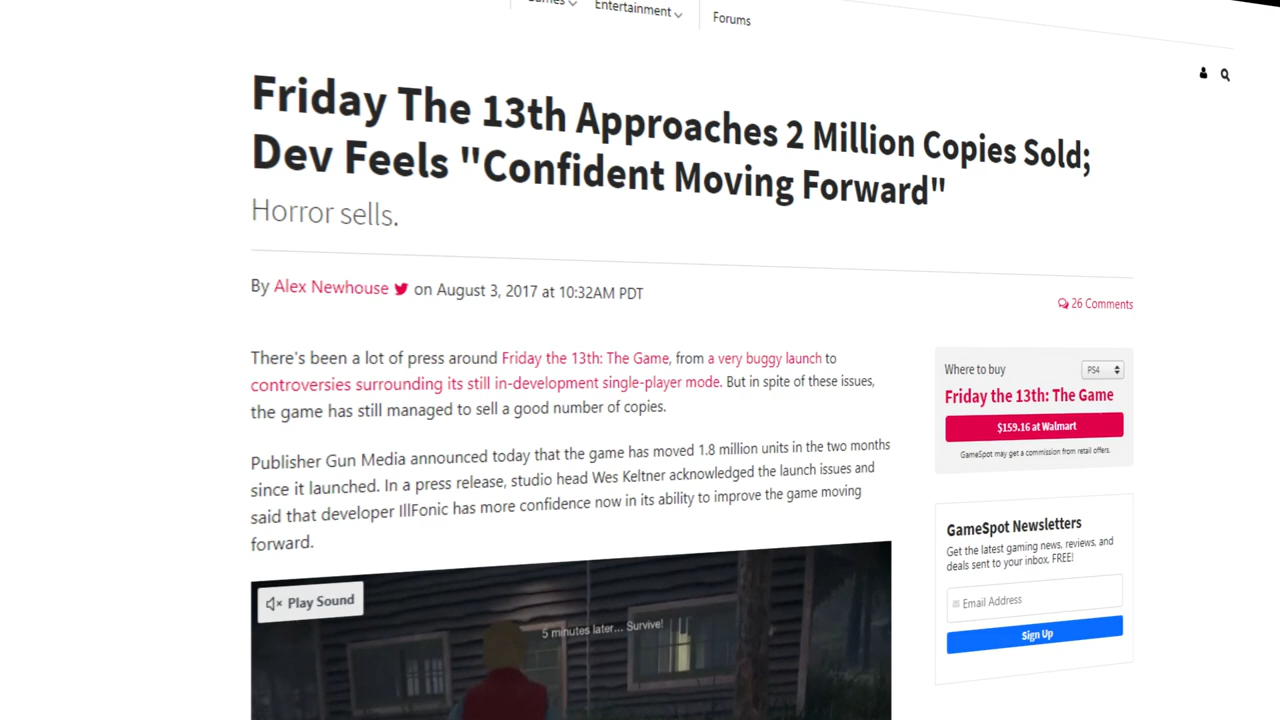 Entertainment
Forums
Friday The 13th Approaches 2 Million Copies Sold;
Dev Feels "Confident Moving Forward"
Horror sells.
By Alex Newhouse on August 3, 2017 at 10:32AM PDT
26 Comments
There's been a lot of press around Friday the 13th: The Game, from a very buggy launch to
controversies surrounding its still in-development single-player mode. But in spite of these issues,
the game has still managed to sell a good number of copies.
Publisher Gun Media announced today that the game has moved 1.8 million units in the two months
since it launched. In a press release, studio head Wes Keltner acknowledged the launch issues and
said that developer IllFonic has more confidence now in its ability to improve the game moving
forward.
Where to buy
PS4
Friday the 13th: The Game
$159.16 at Walmart
GameSpot may get a commission from retail offers.
GameSpot Newsletters
Get the latest gaming news, reviews, and
deals sent to your inbox. FREE!
Email Address
Sign Up
Play Sound
5 minutes later... Survive!